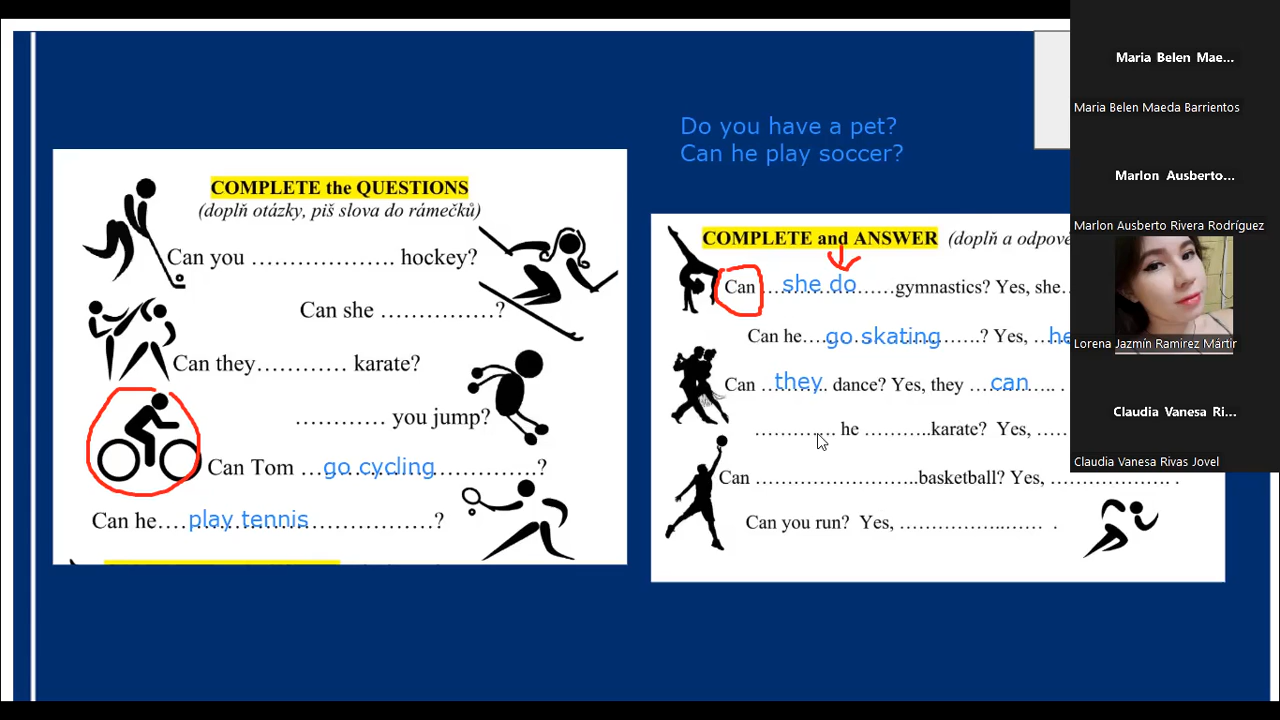 Do you have a pet?
Can he play soccer?
COMPLETE the QUESTIONS
(doplň otázky, piš slova do rámečků)
Can you ………………. hockey?
Can she ……………?
Can they………… karate?
………… you jump?
Can Tom …go cycling……………?
Can he….play tennis………………?
COMPLETE and ANSWER (doplň a odpově
Can …she do……gymnastics? Yes, she…
Can he….go skating….? Yes, …he
Can …they.. dance? Yes, they …can….. .
………… he ………..karate? Yes, ……
Can …………………….basketball? Yes, ……………… .
Can you run? Yes, ……………..…… .
Maria Belen Mae...
Maria Belen Maeda Barrientos
Marlon Ausberto...
Marlon Ausberto Rivera Rodríguez
Lorena Jazmín Ramirez Mártir
Claudia Vanesa Ri...
Claudia Vanesa Rivas Jovel